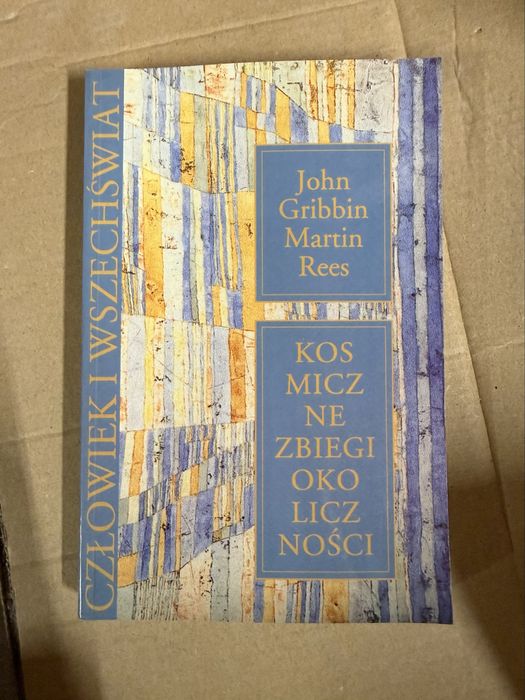 CZŁOWIEK I WSZECHŚWIAT
John
Gribbin
Martin
Rees
KOS
MICZ
NE
ZBIEGI
OKO
LICZ
NOŚCI